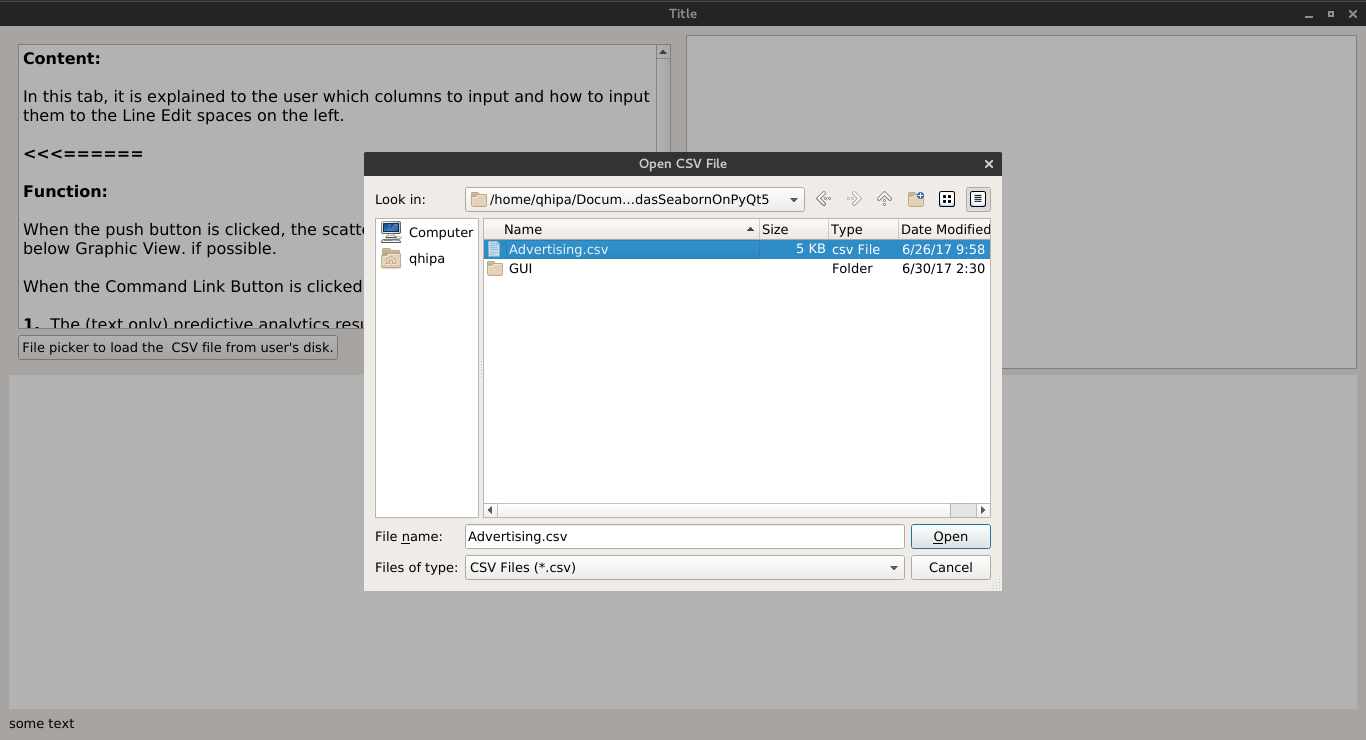 Title
Content:
In this tab, it is explained to the user which columns to input and how to input
them to the Line Edit spaces on the left.
<<<======
Function:
When the push button is clicked, the scatte
below Graphic View. if possible.
When the Command Link Button is clicked
1. The (text only) predictive analytics resu
File picker to load the  CSV file from user's disk.
Open CSV File
Look in:
/home/qhipa/Docum...dasSeabornOnPyQt5
Computer
qhipa
Name Size Type Date Modified
Advertising.csv 5 KB csv File 6/26/17 9:58
GUI Folder 6/30/17 2:30
File name: Advertising.csv Open
Files of type: CSV Files (*.csv) Cancel
some text